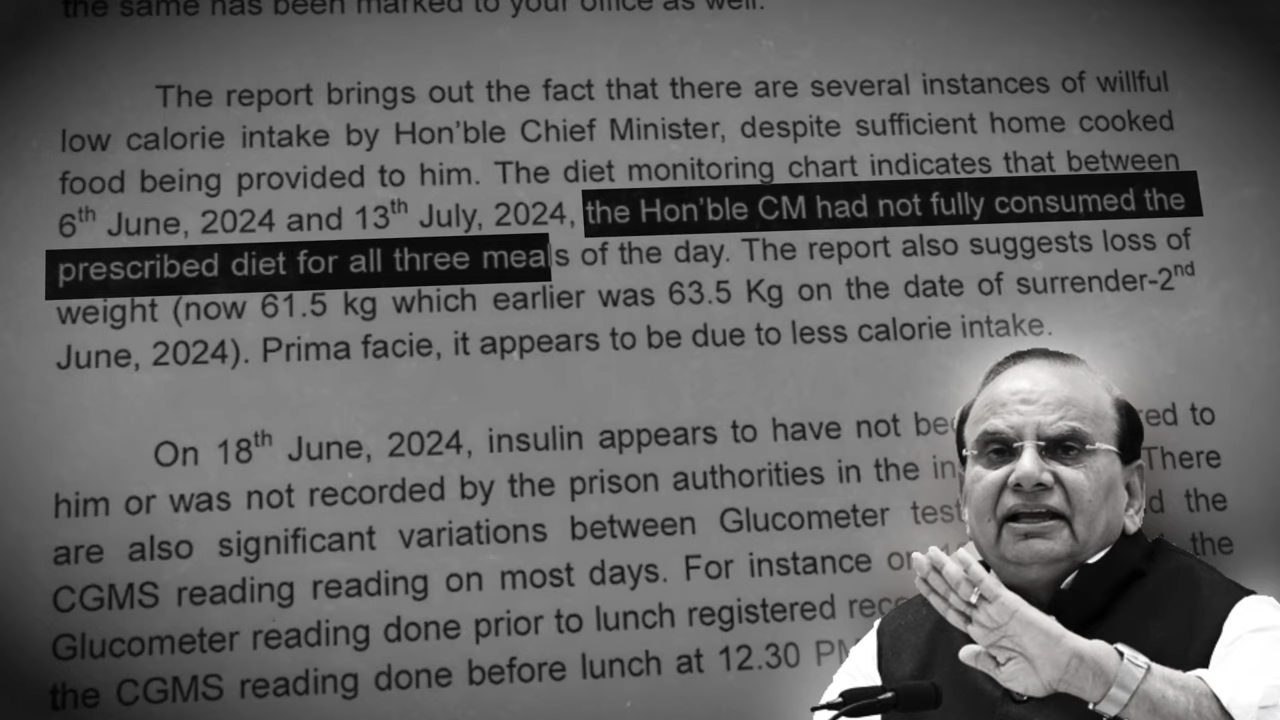 the same has been marked to your office as well.
The report brings out the fact that there are several instances of willful
low calorie intake by Hon'ble Chief Minister, despite sufficient home cooked
food being provided to him. The diet monitoring chart indicates that between
6th June, 2024 and 13th July, 2024, the Hon'ble CM had not fully consumed the
prescribed diet for all three meals of the day. The report also suggests loss of
weight (now 61.5 kg which earlier was 63.5 Kg on the date of surrender-2nd
June, 2024). Prima facie, it appears to be due to less calorie intake.
On 18th June, 2024, insulin appears to have not to
him or was not recorded by the prison authorities in the There
are also significant variations between Glucometer the
CGMS reading reading on most days. For instance the
Glucometer reading done prior to lunch registered
the CGMS reading done before lunch at 12.30